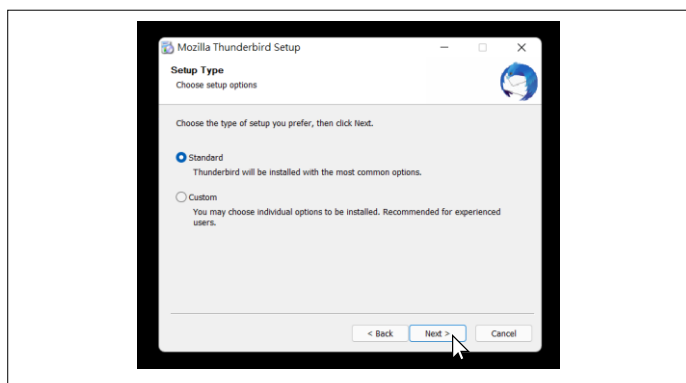 Mozilla Thunderbird Setup
Setup Type
Choose setup options
Choose the type of setup you prefer, then click Next.
Standard
Thunderbird will be installed with the most common options.
Custom
You may choose individual options to be installed. Recommended for experienced
users.
< Back Next > Cancel